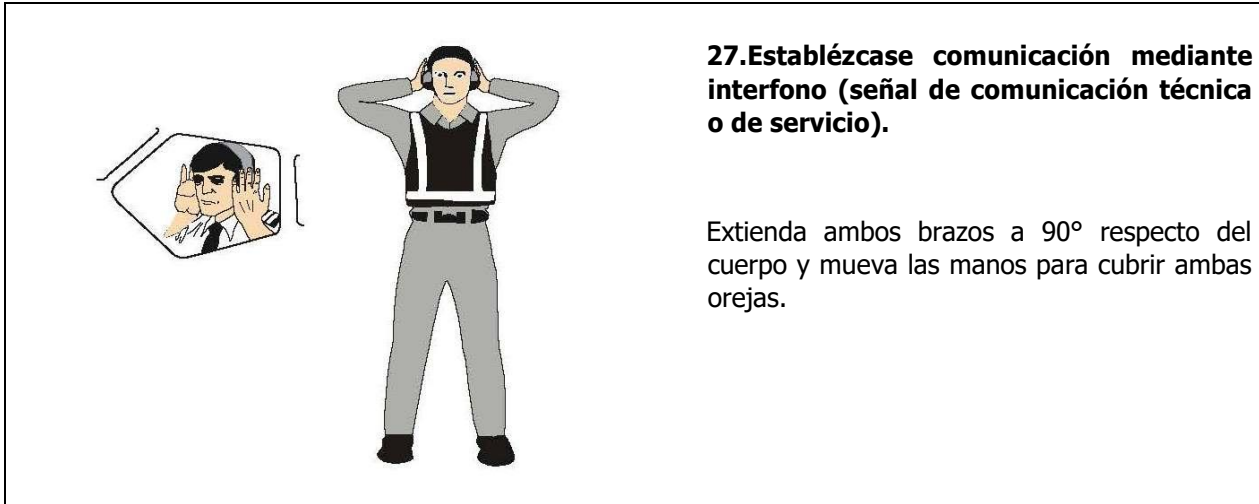 27.Establézcase comunicación mediante
interfono (señal de comunicación técnica
o de servicio).
Extienda ambos brazos a 90° respecto del
cuerpo y mueva las manos para cubrir ambas
orejas.